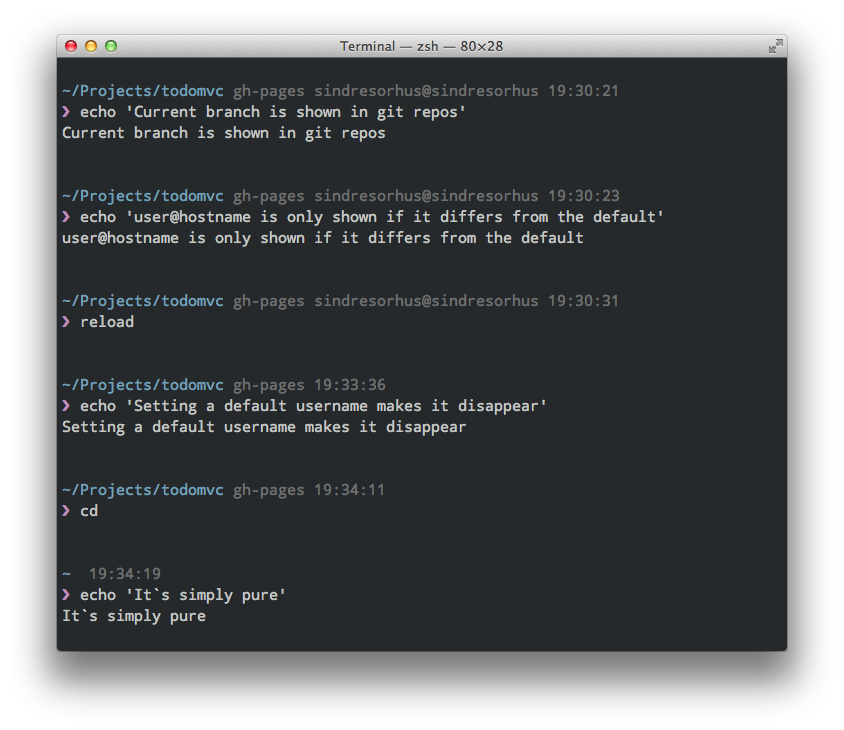 Terminal — zsh — 80×28
~/Projects/todomvc gh-pages sindresorhus@sindresorhus 19:30:21
❯ echo 'Current branch is shown in git repos'
Current branch is shown in git repos
~/Projects/todomvc gh-pages sindresorhus@sindresorhus 19:30:23
❯ echo 'user@hostname is only shown if it differs from the default'
user@hostname is only shown if it differs from the default
~/Projects/todomvc gh-pages sindresorhus@sindresorhus 19:30:31
❯ reload
~/Projects/todomvc gh-pages 19:33:36
❯ echo 'Setting a default username makes it disappear'
Setting a default username makes it disappear
~/Projects/todomvc gh-pages 19:34:11
❯ cd
~  19:34:19
❯ echo 'It`s simply pure'
It`s simply pure